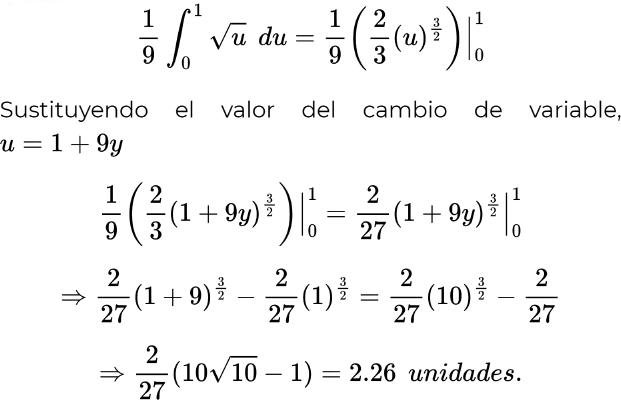 \frac{1}{9} \int_0^1 \sqrt{u} \ du = \frac{1}{9} \left( \frac{2}{3} (u)^{\frac{3}{2}} \right) \Big|_0^1
Sustituyendo el valor del cambio de variable,
u = 1 + 9y
\frac{1}{9} \left( \frac{2}{3} (1 + 9y)^{\frac{3}{2}} \right) \Big|_0^1 = \frac{2}{27} (1 + 9y)^{\frac{3}{2}} \Big|_0^1
\Rightarrow \frac{2}{27} (1 + 9)^{\frac{3}{2}} - \frac{2}{27} (1)^{\frac{3}{2}} = \frac{2}{27} (10)^{\frac{3}{2}} - \frac{2}{27}
\Rightarrow \frac{2}{27} (10\sqrt{10} - 1) = 2.26 \ unidades.